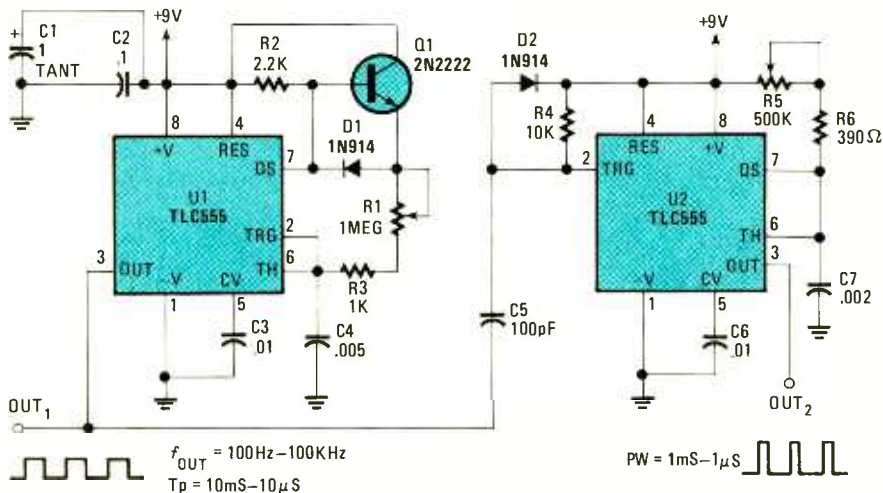 +9V
C1
+
1
TANT
C2
.1
R2
2.2K
Q1
2N2222
D1
1N914
8
4
+V
RES
DS
7
U1
TLC555
TRG
2
TH
6
3
OUT
–V
CV
1
5
R1
1MEG
R3
1K
C3
.01
C4
.005
OUT1
fOUT = 100Hz–100KHz
Tp = 10mS–10µS
D2
1N914
+9V
R4
10K
R5
500K
R6
390Ω
4
8
RES
+V
2
TRG
DS
7
U2
TLC555
TH
6
OUT
3
–V
CV
1
5
C5
100pF
C6
.01
C7
.002
OUT2
PW = 1mS–1µS